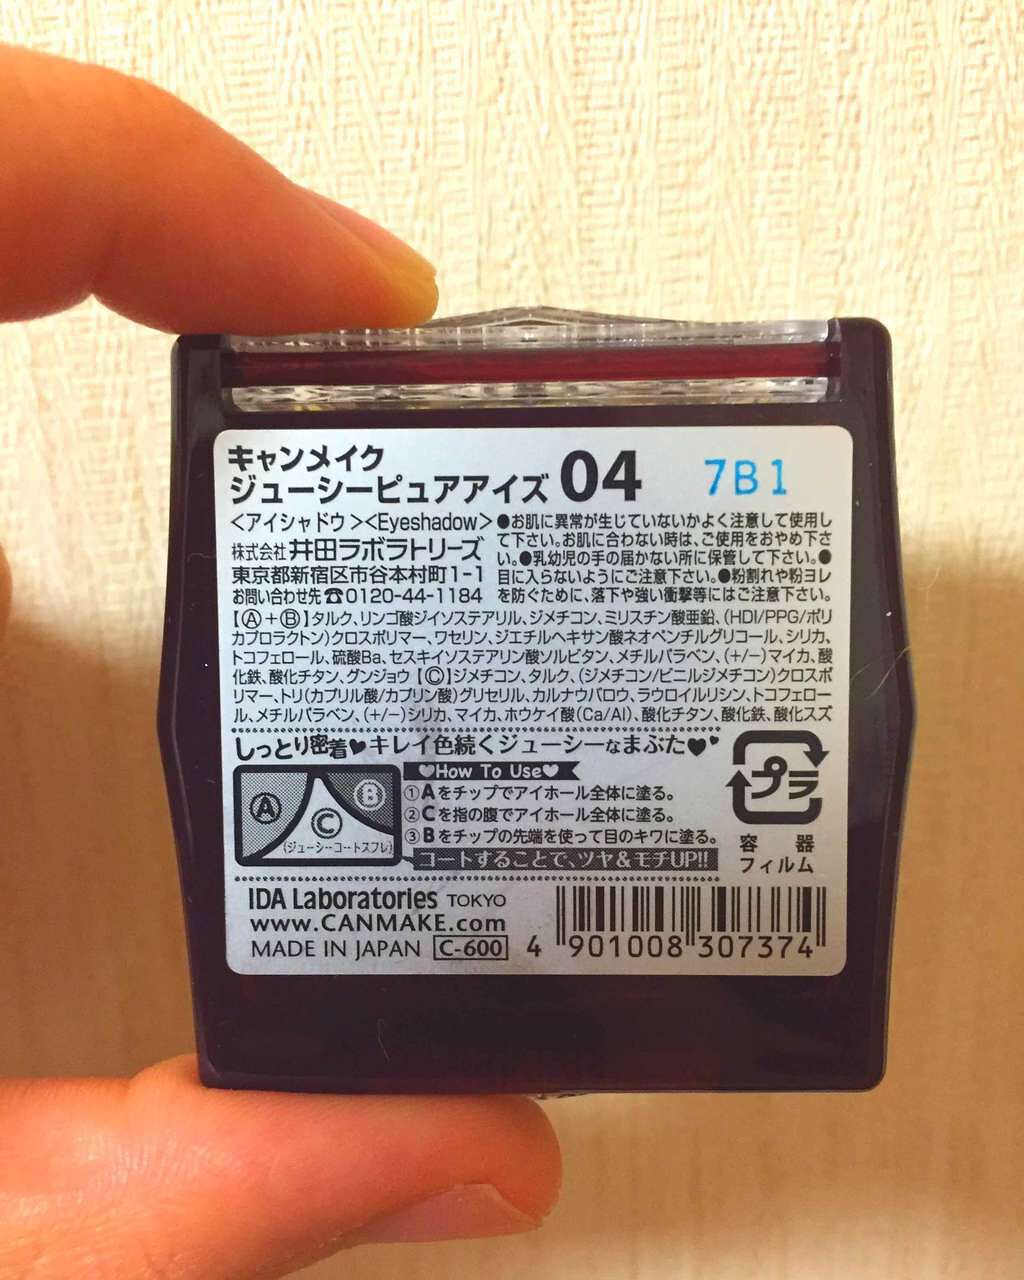 キャンメイク
ジューシーピュアアイズ 04 7B1
<アイシャドウ><Eyeshadow>
株式会社 井田ラボラトリーズ
東京都新宿区市谷本村町1-1
お問い合わせ先☎0120-44-1184
●お肌に異常が生じていないかよく注意して使用し
て下さい。お肌に合わない時は、ご使用をおやめ下さ
い。●乳幼児の手の届かない所に保管して下さい。●
目に入らないようにご注意下さい。●粉割れや粉ヨレ
を防ぐために、落下や強い衝撃等にはご注意下さい。
【Ⓐ+Ⓑ】タルク、リンゴ酸ジイソステアリル、ジメチコン、ミリスチン酸亜鉛、(HDI/PPG/ポリ
カプロラクトン)クロスポリマー、ワセリン、ジエチルヘキサン酸ネオペンチルグリコール、シリカ、
トコフェロール、硫酸Ba、セスキイソステアリン酸ソルビタン、メチルパラベン、(+/-)マイカ、酸
化鉄、酸化チタン、グンジョウ【Ⓒ】ジメチコン、タルク、(ジメチコン/ビニルジメチコン)クロスポ
リマー、トリ(カプリル酸/カプリン酸)グリセリル、カルナウバロウ、ラウロイルリシン、トコフェロー
ル、メチルパラベン、(+/-)シリカ、マイカ、ホウケイ酸(Ca/Al)、酸化チタン、酸化鉄、酸化スズ
しっとり密着♥キレイ色続くジューシーなまぶた♥♥
Ⓐ Ⓑ
Ⓒ
(ジューシーコートスフレ)
♥How To Use♥
①Aをチップでアイホール全体に塗る。
②Cを指の腹でアイホール全体に塗る。
③Bをチップの先端を使って目のキワに塗る。
コートすることで、ツヤ&モチUP!!
プラ
容器
フィルム
IDA Laboratories TOKYO
www.CANMAKE.com
MADE IN JAPAN C-600
4 901008 307374